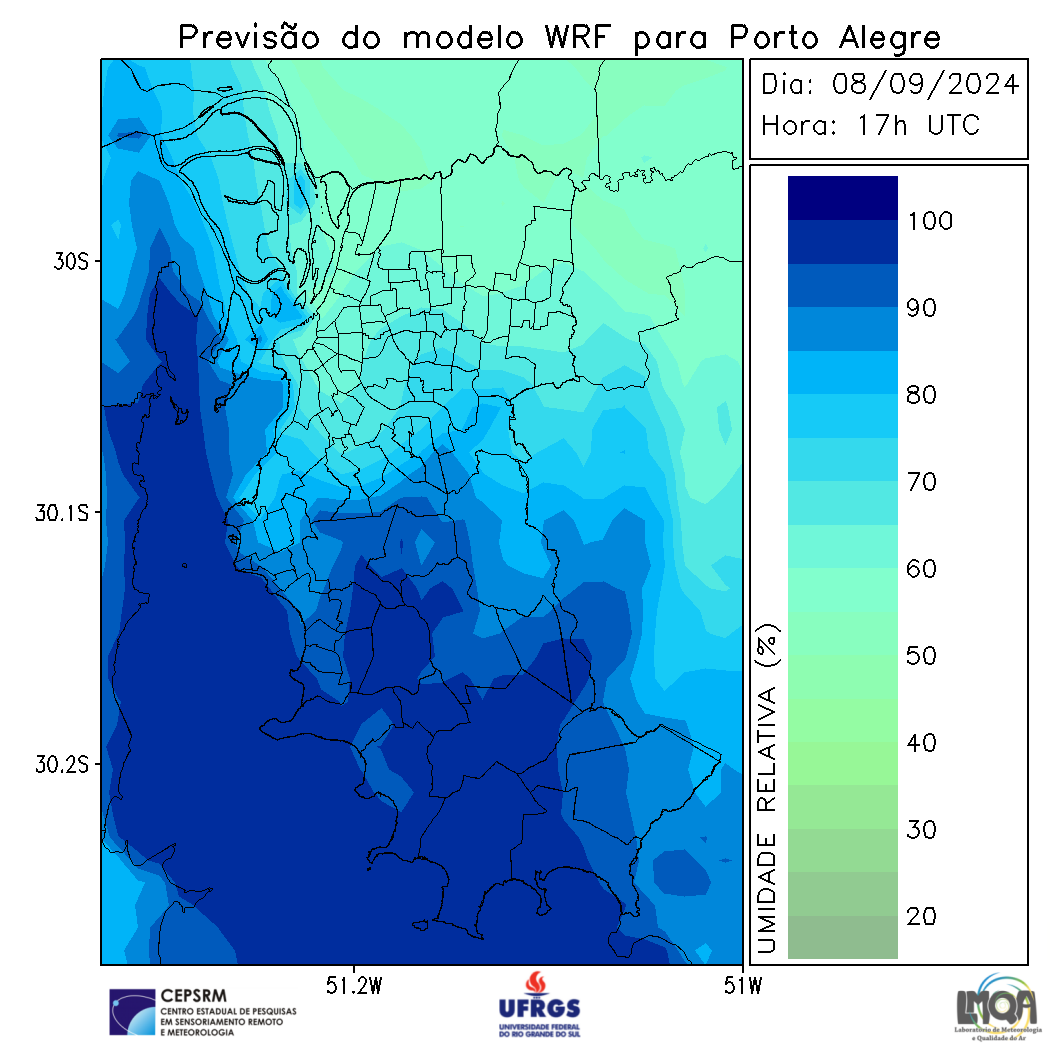 Previsão do modelo WRF para Porto Alegre
Dia: 08/09/2024
Hora: 17h UTC
30S
30.1S
30.2S
51.2W
51W
UMIDADE RELATIVA (%)
100
90
80
70
60
50
40
30
20
CEPSRM
CENTRO ESTADUAL DE PESQUISAS
EM SENSORIAMENTO REMOTO
E METEOROLOGIA
UFRGS
UNIVERSIDADE FEDERAL
DO RIO GRANDE DO SUL
LMQA
Laboratório de Meteorologia
e Qualidade do Ar